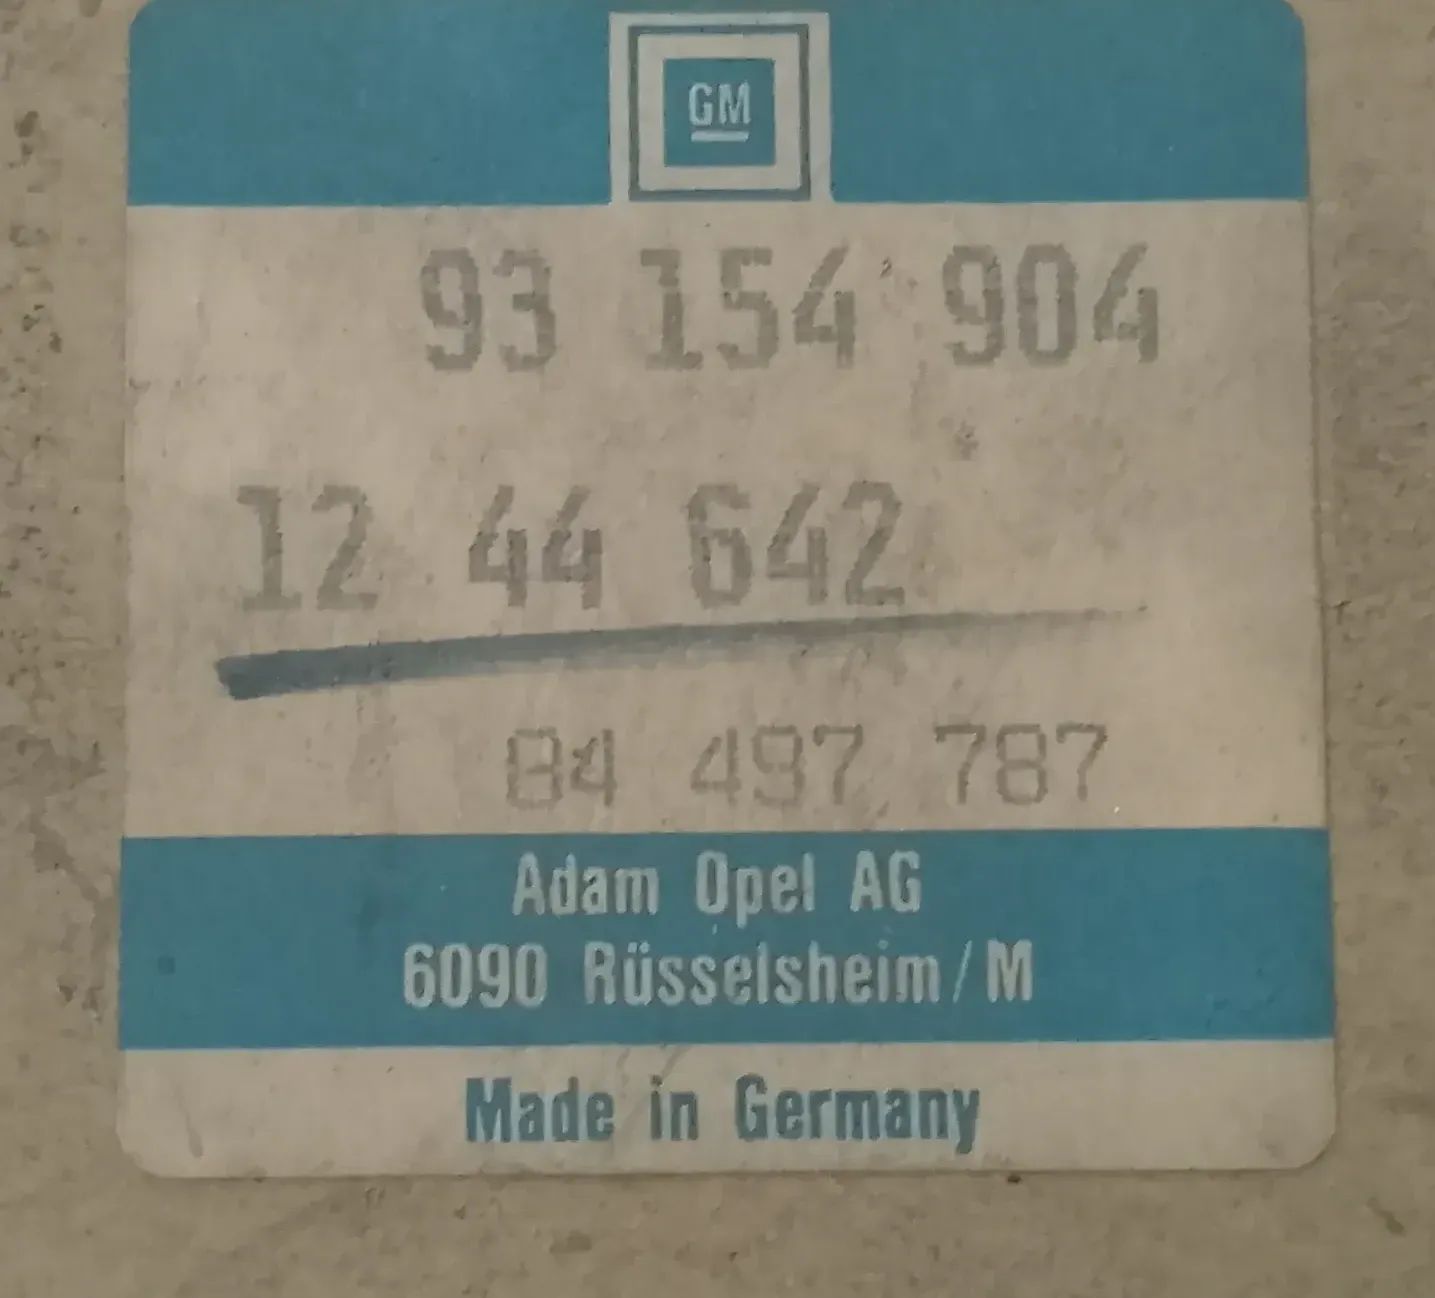 GM
93 154 904
12 44 642
84 497 787
Adam Opel AG
6090 Rüsselsheim/M
Made in Germany